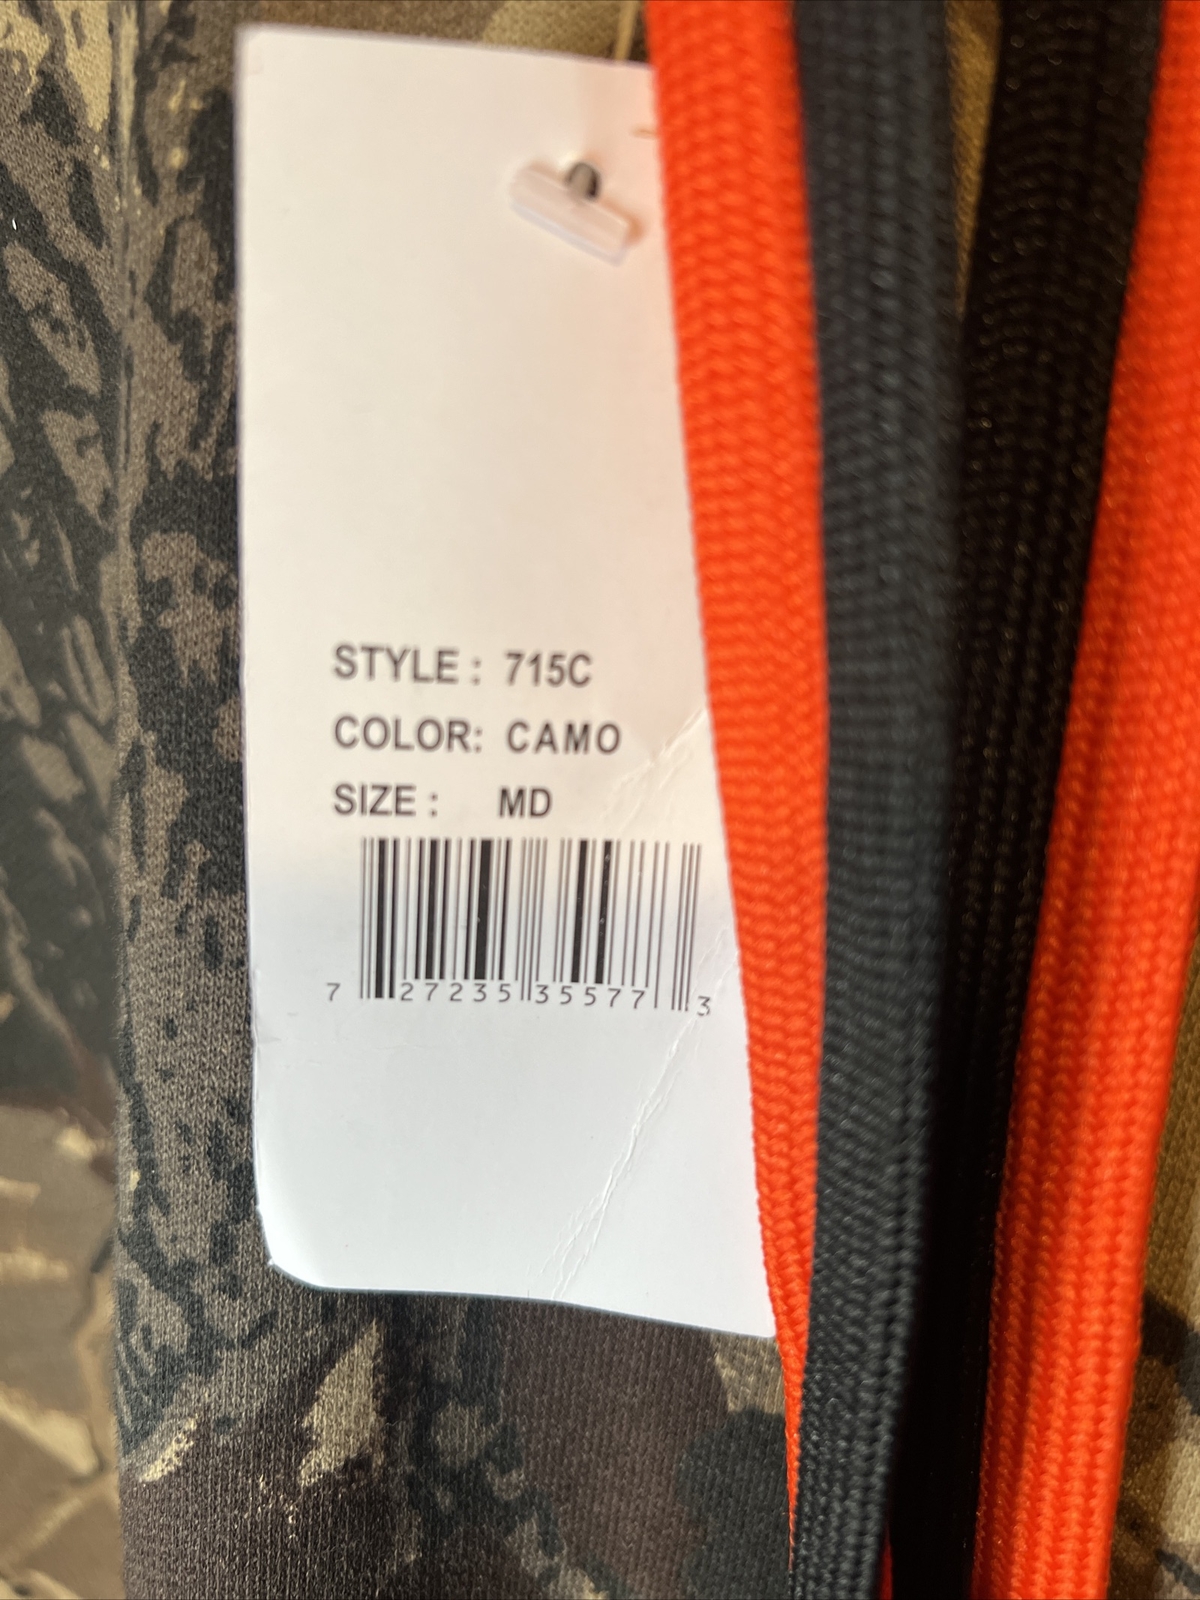 STYLE : 715C
COLOR: CAMO
SIZE : MD
7 27235 35577 3